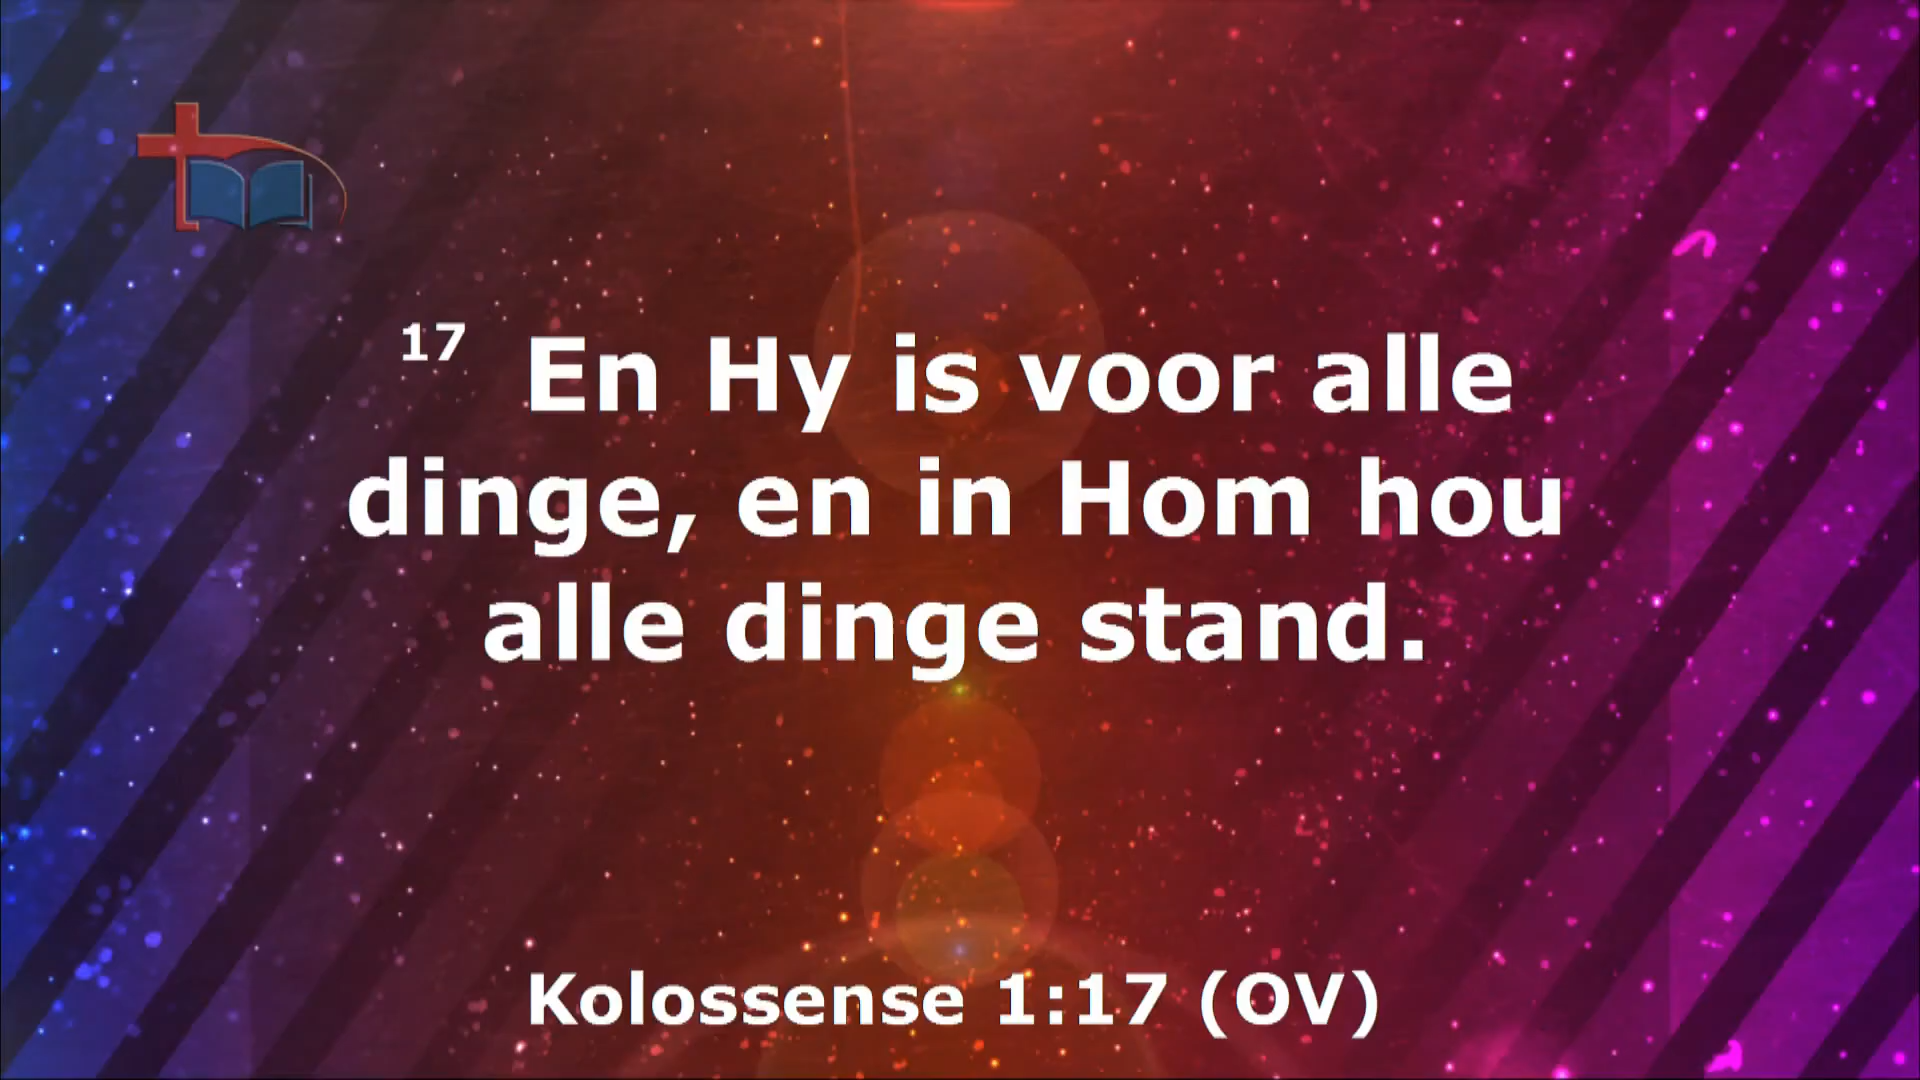 17 En Hy is voor alle
dinge, en in Hom hou
alle dinge stand.
Kolossense 1:17 (OV)